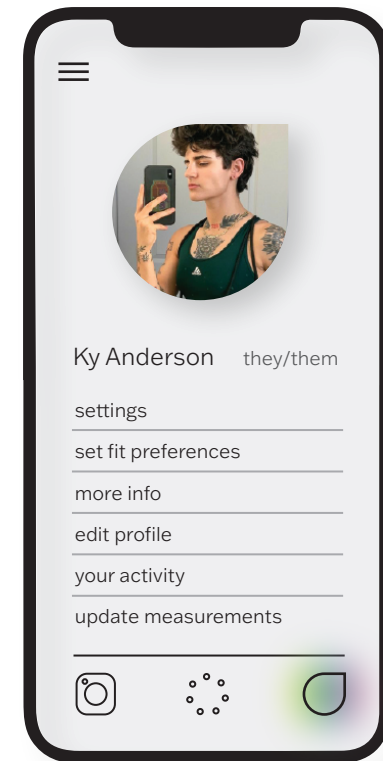 Ky Anderson they/them
settings
set fit preferences
more info
edit profile
your activity
update measurements